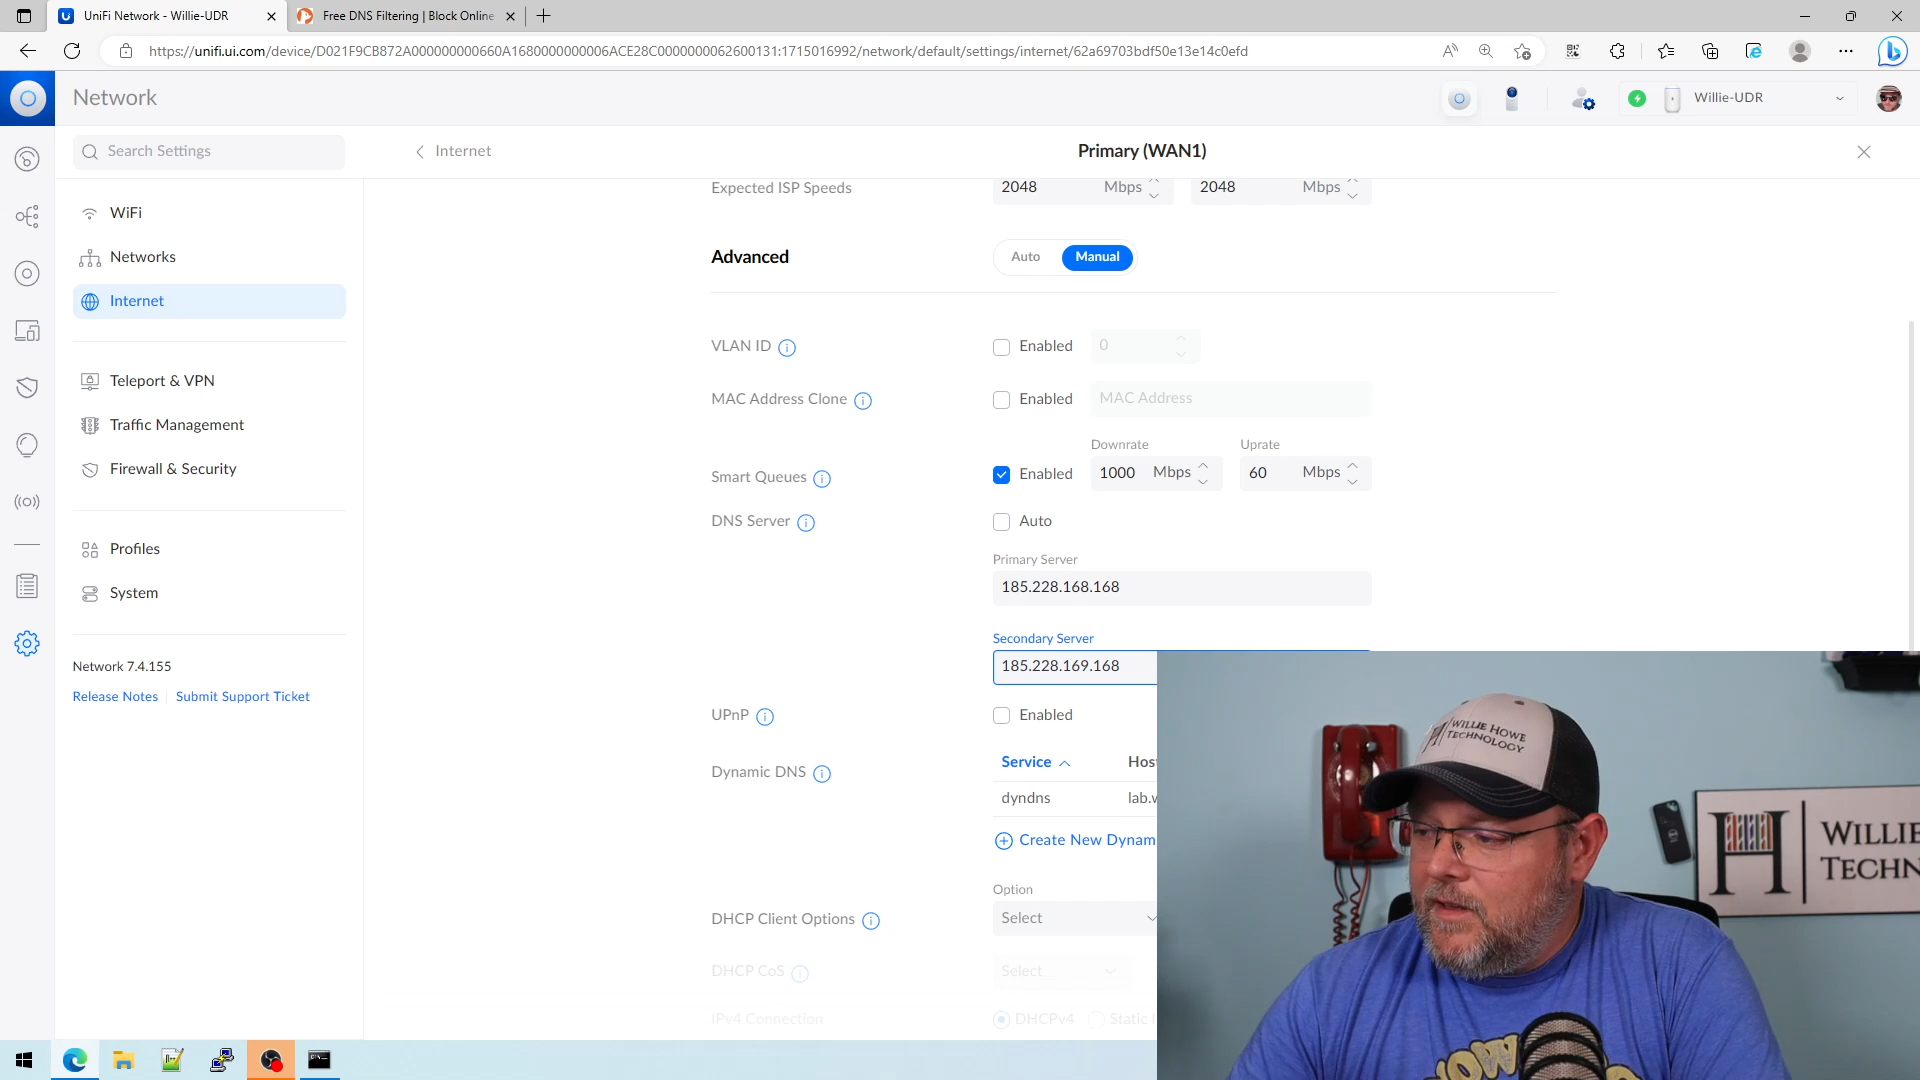 UniFi Network - Willie-UDR
Free DNS Filtering | Block Online
https://unifi.ui.com/device/D021F9CB872A000000000660A1680000000006ACE28C0000000062600131:1715016992/network/default/settings/internet/62a69703bdf50e13e14c0efd
Network
Willie-UDR
Search Settings
Internet
Primary (WAN1)
Expected ISP Speeds
2048 Mbps
2048 Mbps
WiFi
Networks
Internet
Teleport & VPN
Traffic Management
Firewall & Security
Profiles
System
Network 7.4.155
Release Notes
Submit Support Ticket
Advanced
Auto
Manual
VLAN ID
Enabled
0
MAC Address Clone
Enabled
MAC Address
Downrate
Uprate
Smart Queues
Enabled
1000 Mbps
60 Mbps
DNS Server
Auto
Primary Server
185.228.168.168
Secondary Server
185.228.169.168
UPnP
Enabled
Dynamic DNS
Service
Hos
dyndns
lab.
Create New Dynam
Option
DHCP Client Options
Select
DHCP CoS
Select
IPv4 Connection
DHCPv4
Static
WILLIE HOWE
TECHNOLOGY
H
WILLIE
TECHN